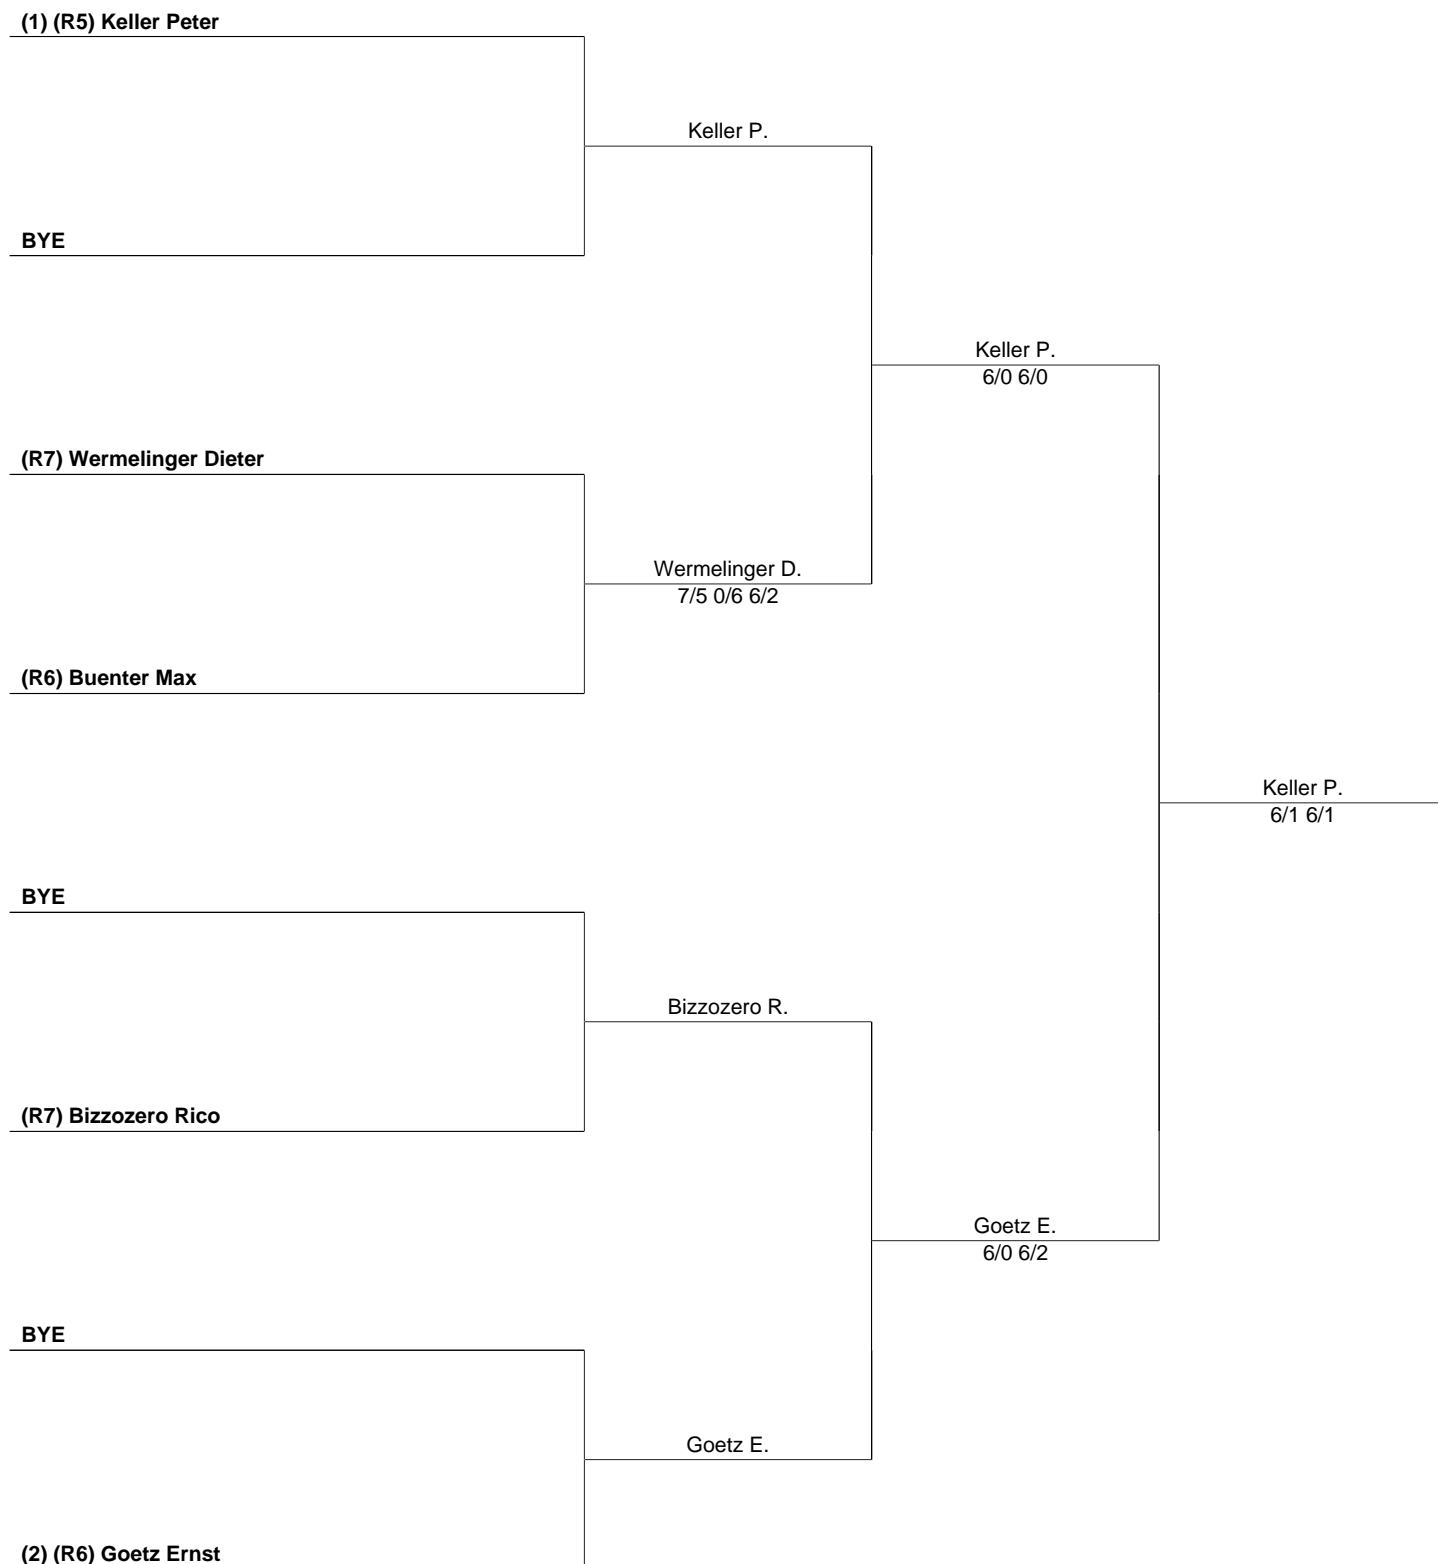 (1) (R5) Keller Peter
Keller P.
BYE
Keller P.
6/0 6/0
(R7) Wermelinger Dieter
Wermelinger D.
7/5 0/6 6/2
(R6) Buenter Max
Keller P.
6/1 6/1
BYE
Bizzozero R.
(R7) Bizzozero Rico
Goetz E.
6/0 6/2
BYE
Goetz E.
(2) (R6) Goetz Ernst